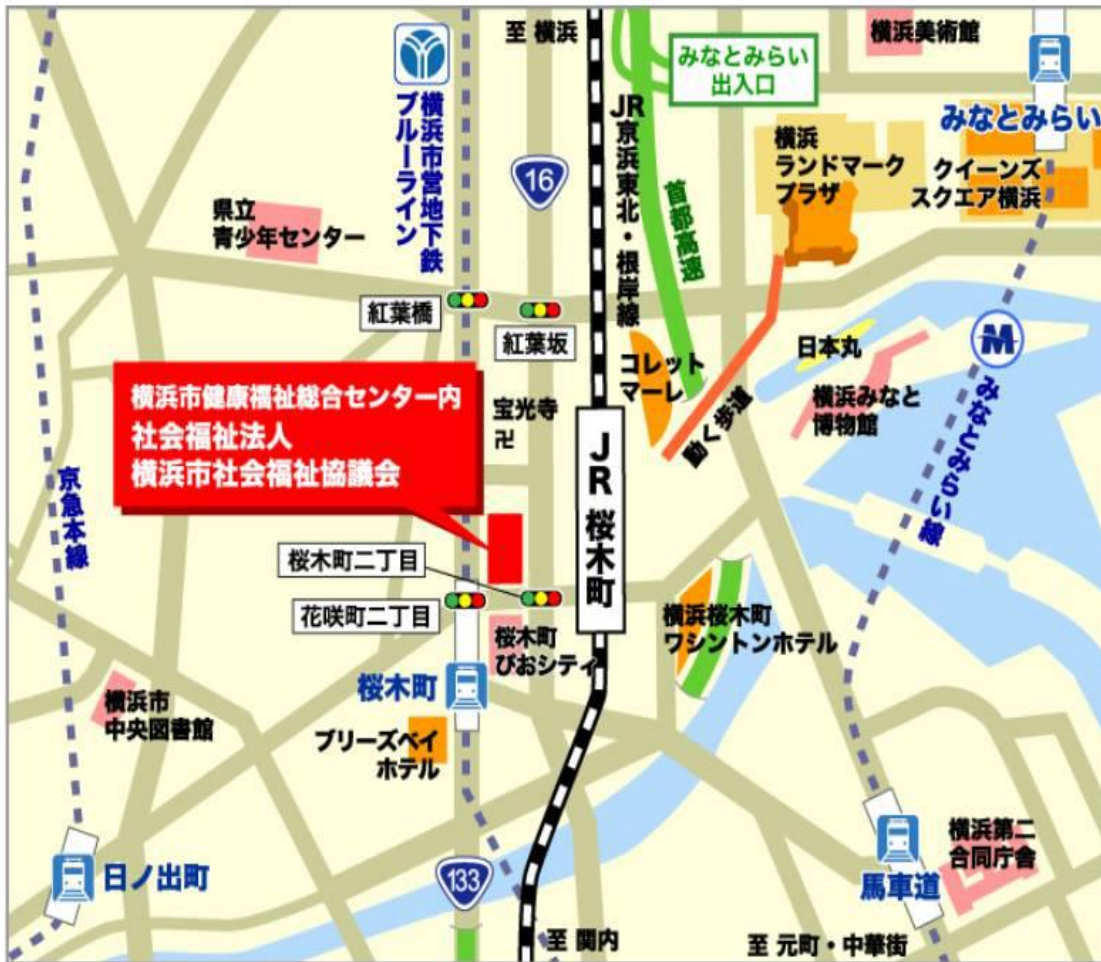 至 横浜
横浜美術館
みなとみらい
出入口
横浜市営地下鉄
ブルーライン
16
JR京浜東北・根岸線
首都高速
横浜
ランドマーク
プラザ
みなとみらい
クイーンズ
スクエア横浜
県立
青少年センター
紅葉橋
紅葉坂
コレット
マーレ
動く歩道
日本丸
横浜みなと
博物館
M
みなとみらい線
横浜市健康福祉総合センター内
社会福祉法人
横浜市社会福祉協議会
宝光寺
卍
JR 桜木町
京急本線
桜木町二丁目
花咲町二丁目
桜木町
ぴおシティ
横浜桜木町
ワシントンホテル
桜木町
横浜市
中央図書館
ブリーズベイ
ホテル
日ノ出町
133
馬車道
横浜第二
合同庁舎
至 関内
至 元町・中華街